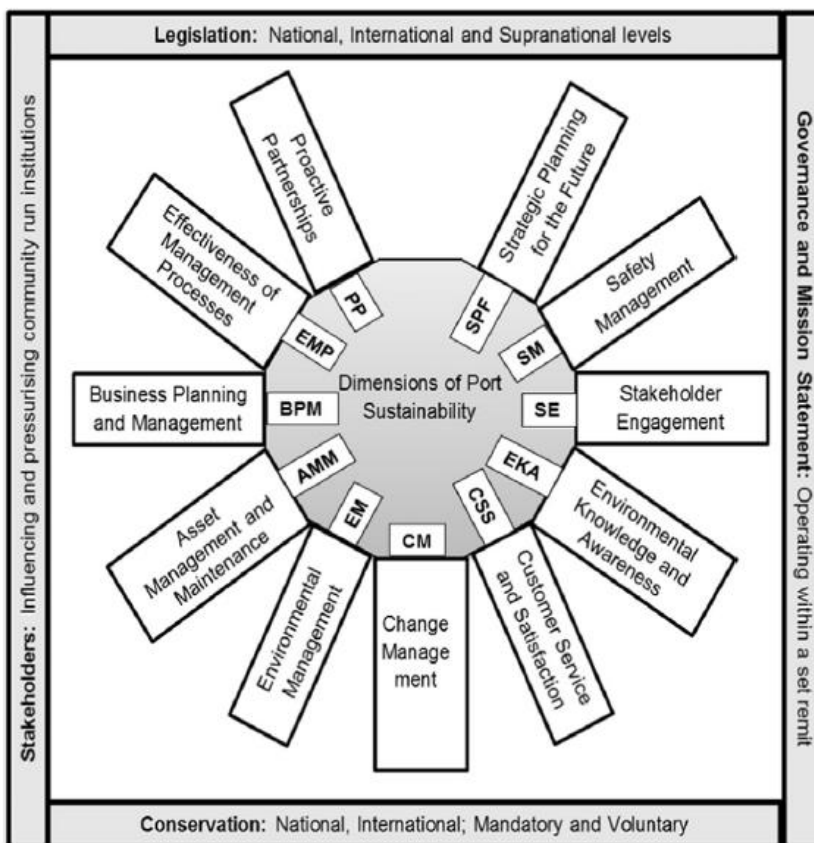 Legislation: National, International and Supranational levels
Stakeholders: Influencing and pressurising community run institutions
Governance and Mission Statement: Operating within a set remit
Proactive
Partnerships
Strategic Planning
for the Future
Effectiveness of
Management
Processes
Safety
Management
PP
SPF
EMP
SM
Business Planning
and Management
BPM
Dimensions of Port
Sustainability
SE
Stakeholder
Engagement
AMM
EKA
EM
CSS
CM
Asset
Management and
Maintenance
Environmental
Knowledge and
Awareness
Environmental
Management
Change
Manage
ment
Customer Service
and Satisfaction
Conservation: National, International; Mandatory and Voluntary